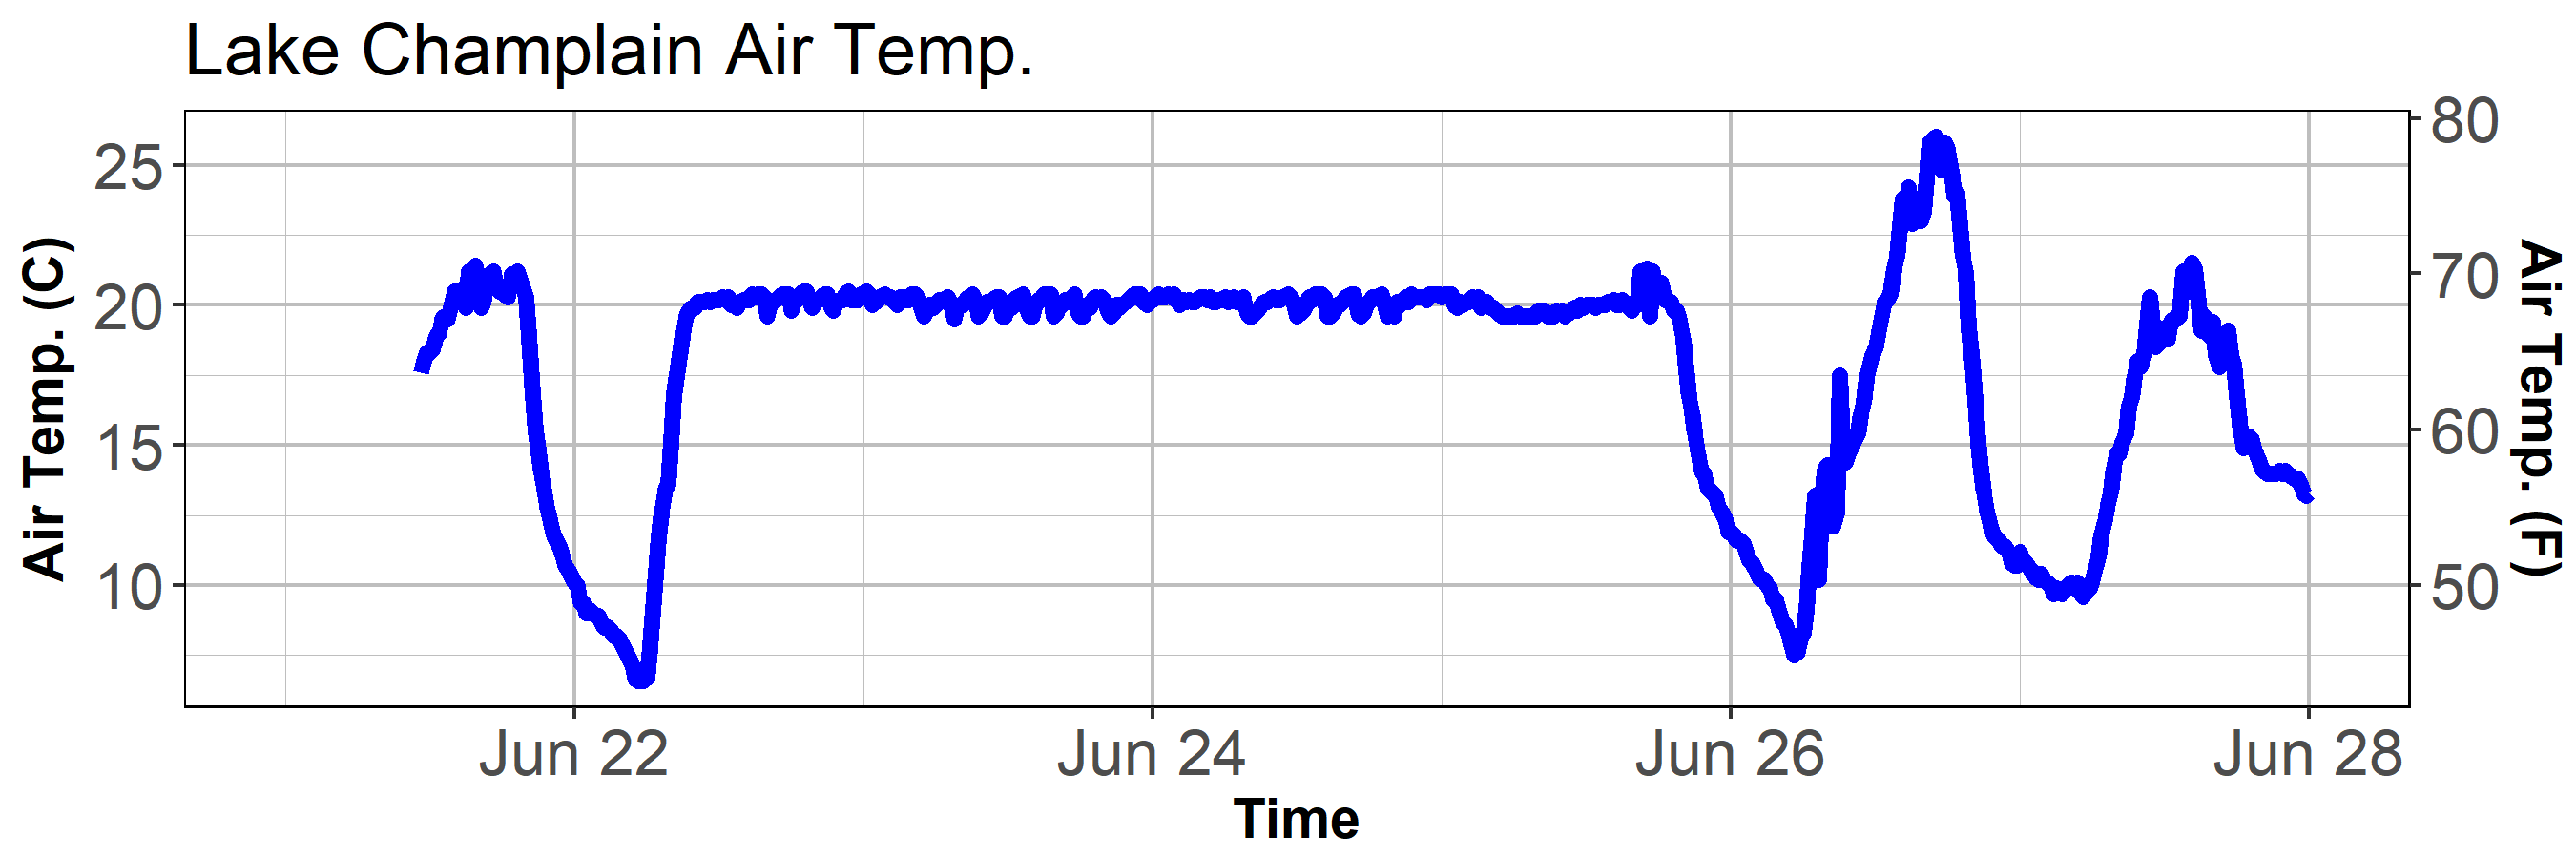 Lake Champlain Air Temp.
Air Temp. (C)
25
20
15
10
80
70
60
50
Air Temp. (F)
Jun 22
Jun 24
Jun 26
Jun 28
Time